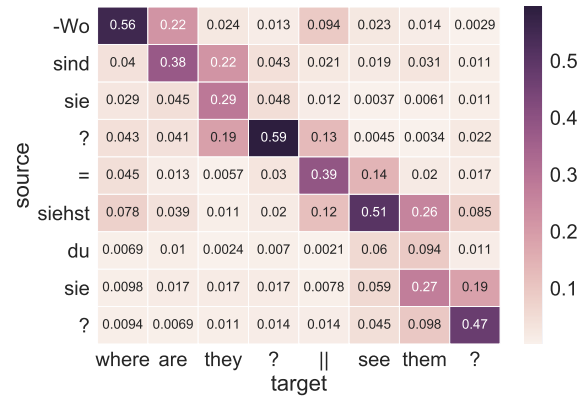 -Wo 0.56 0.22 0.024 0.013 0.094 0.023 0.014 0.0029
sind 0.04 0.38 0.22 0.043 0.021 0.019 0.031 0.011
sie 0.029 0.045 0.29 0.048 0.012 0.0037 0.0061 0.011
? 0.043 0.041 0.19 0.59 0.13 0.0045 0.0034 0.022
= 0.045 0.013 0.0057 0.03 0.39 0.14 0.02 0.017
siehst 0.078 0.039 0.011 0.02 0.12 0.51 0.26 0.085
du 0.0069 0.01 0.0024 0.007 0.0021 0.06 0.094 0.011
sie 0.0098 0.017 0.017 0.017 0.0078 0.059 0.27 0.19
? 0.0094 0.0069 0.011 0.014 0.014 0.045 0.098 0.47
where are they ? || see them ?
target
source
0.5
0.4
0.3
0.2
0.1